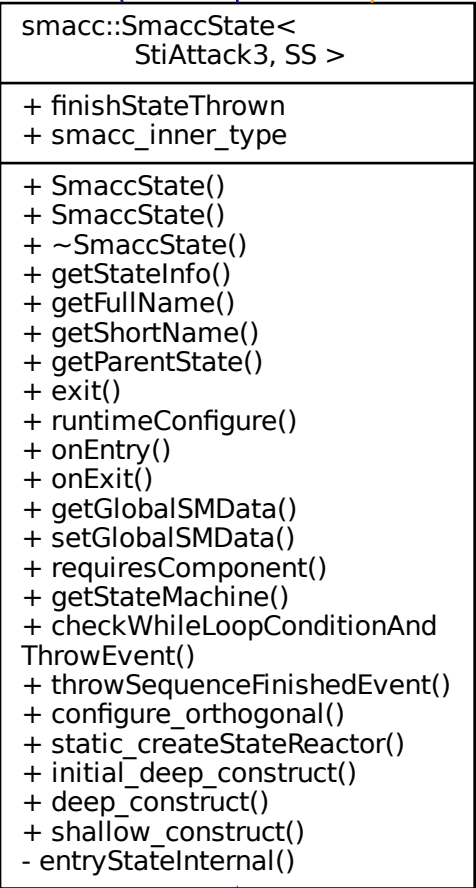 smacc::SmaccState<
StiAttack3, SS >
+ finishStateThrown
+ smacc_inner_type
+ SmaccState()
+ SmaccState()
+ ~SmaccState()
+ getStateInfo()
+ getFullName()
+ getShortName()
+ getParentState()
+ exit()
+ runtimeConfigure()
+ onEntry()
+ onExit()
+ getGlobalSMData()
+ setGlobalSMData()
+ requiresComponent()
+ getStateMachine()
+ checkWhileLoopConditionAnd
ThrowEvent()
+ throwSequenceFinishedEvent()
+ configure_orthogonal()
+ static_createStateReactor()
+ initial_deep_construct()
+ deep_construct()
+ shallow_construct()
- entryStateInternal()